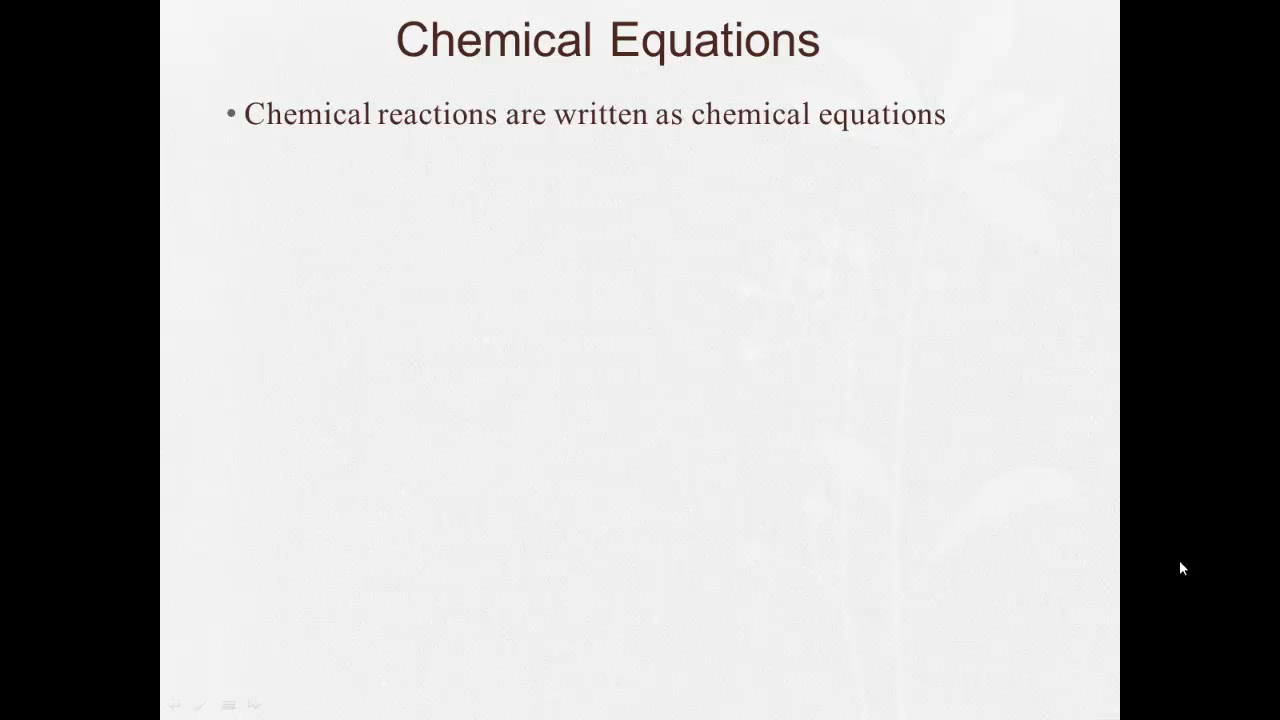 Chemical Equations
• Chemical reactions are written as chemical equations